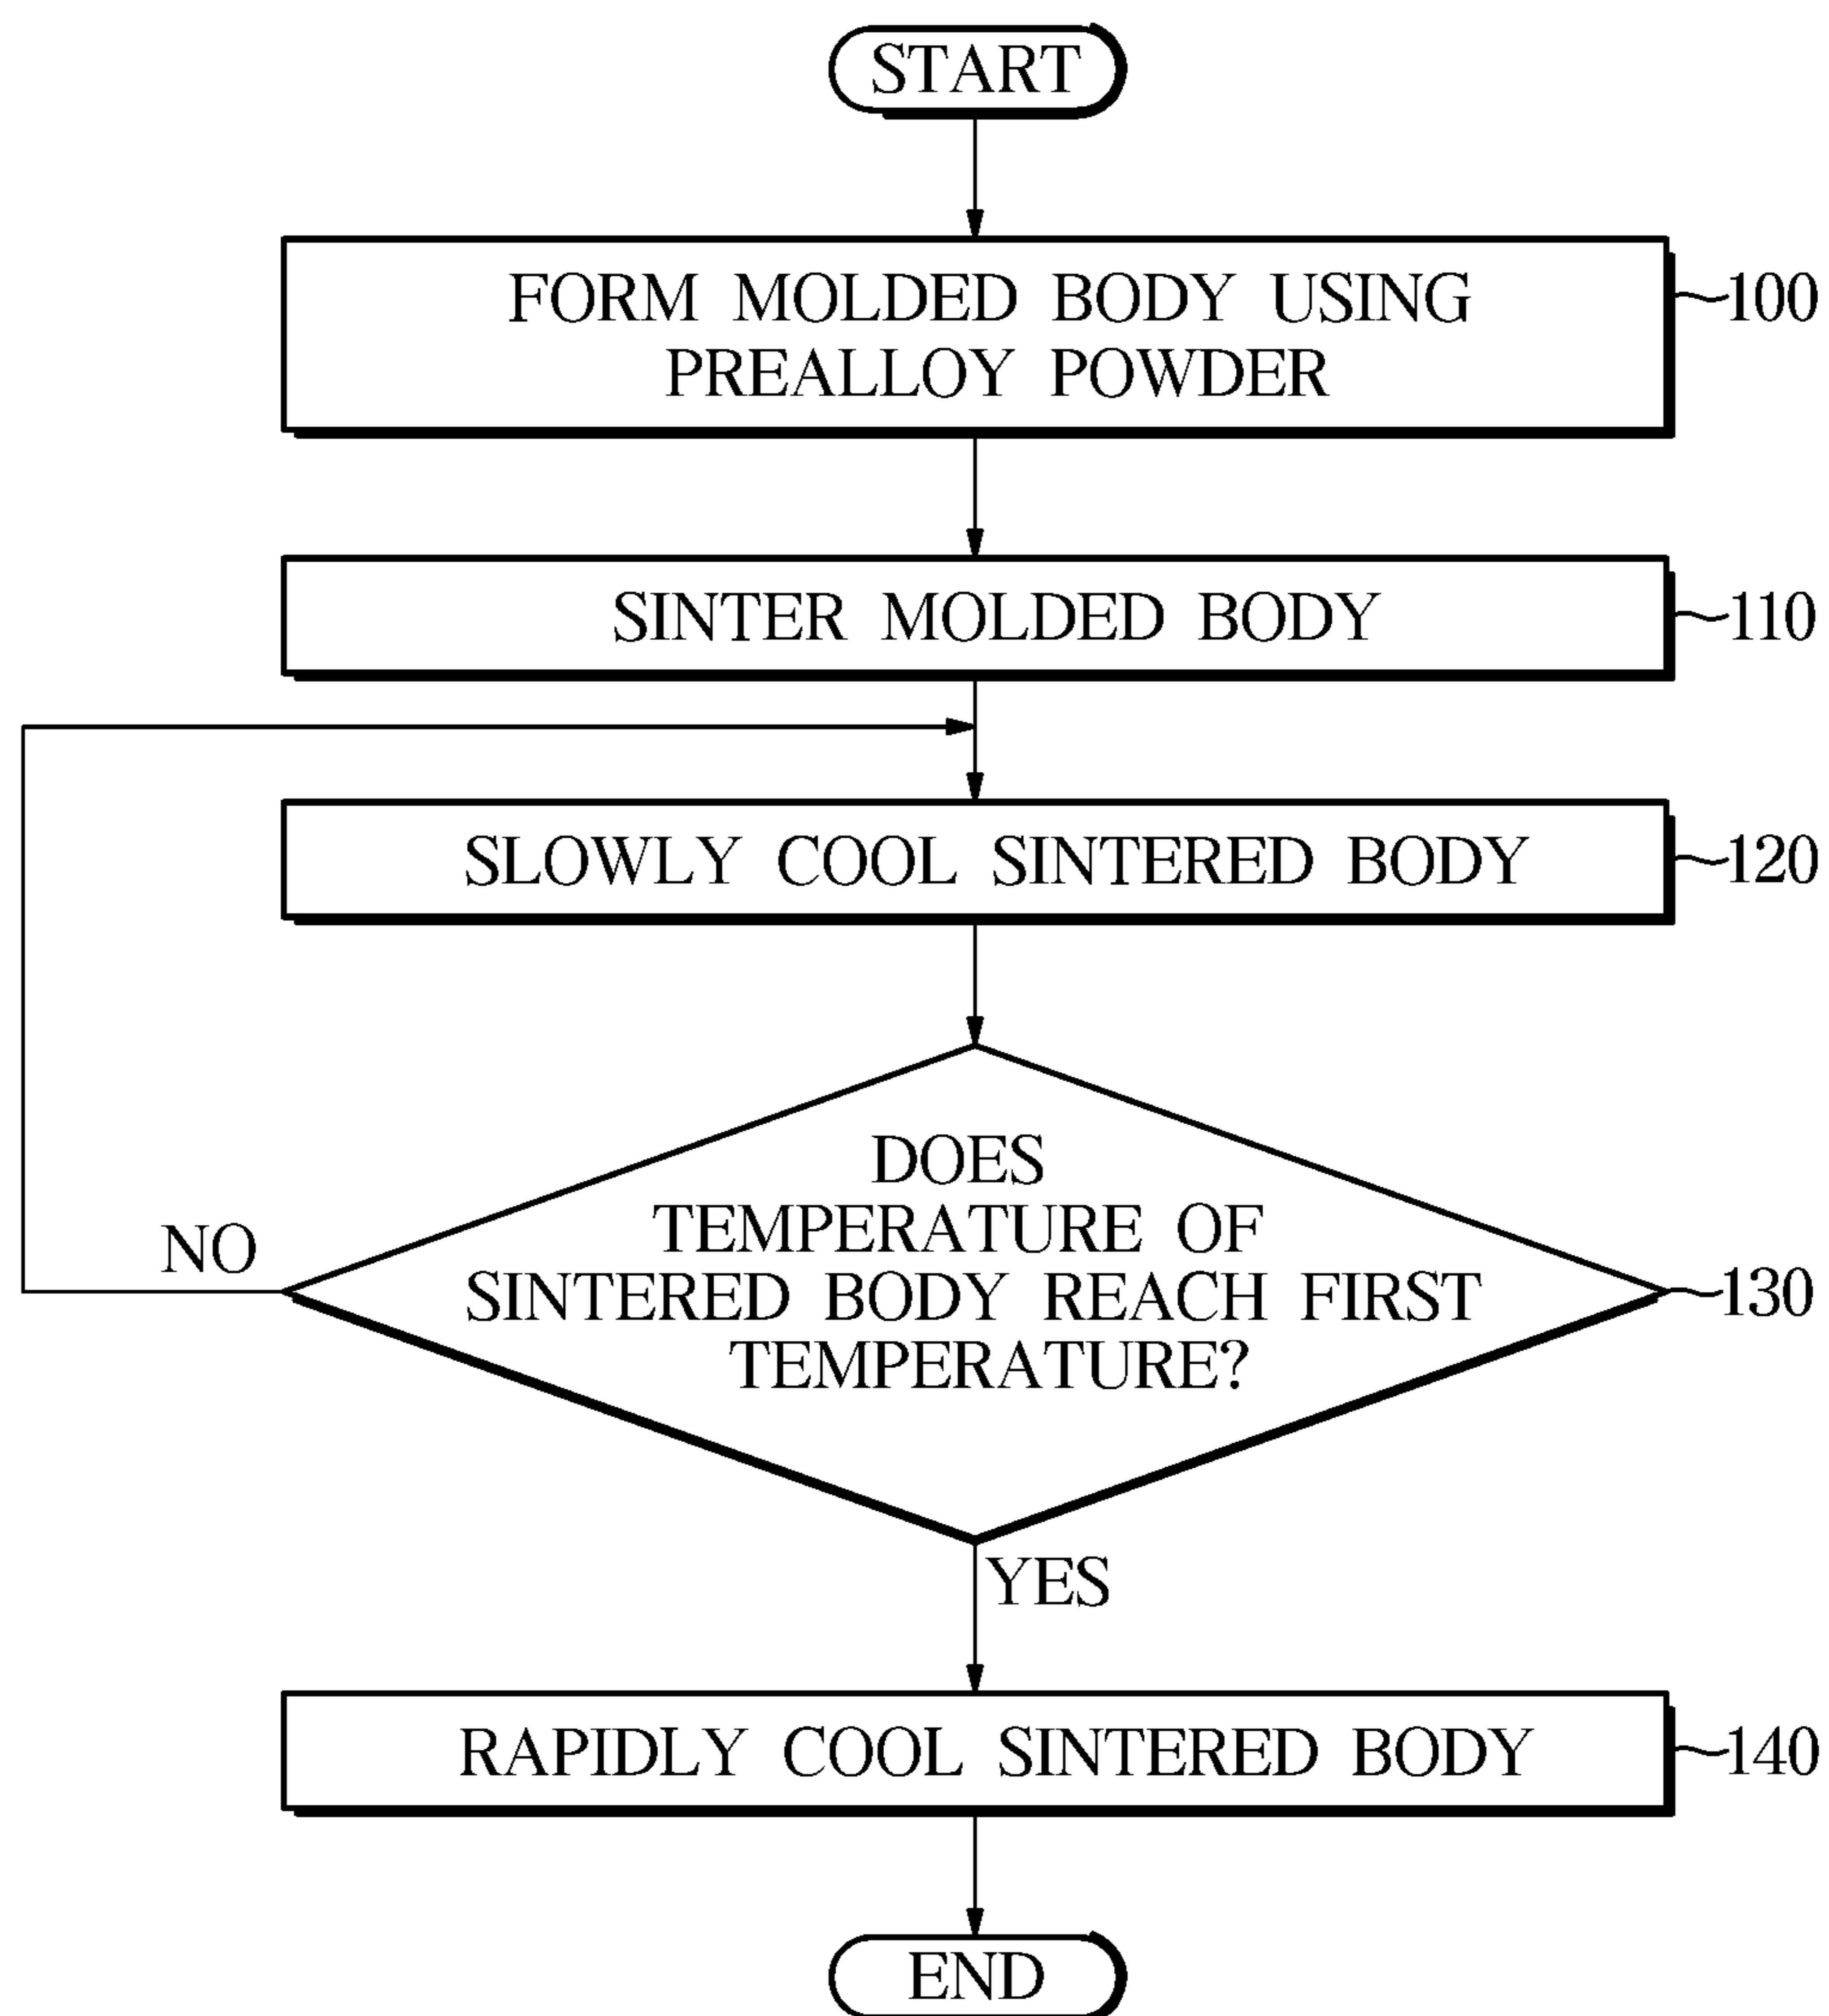 START
FORM MOLDED BODY USING
PREALLOY POWDER
100
SINTER MOLDED BODY
110
SLOWLY COOL SINTERED BODY
120
DOES
TEMPERATURE OF
SINTERED BODY REACH FIRST
TEMPERATURE?
130
NO
YES
RAPIDLY COOL SINTERED BODY
140
END